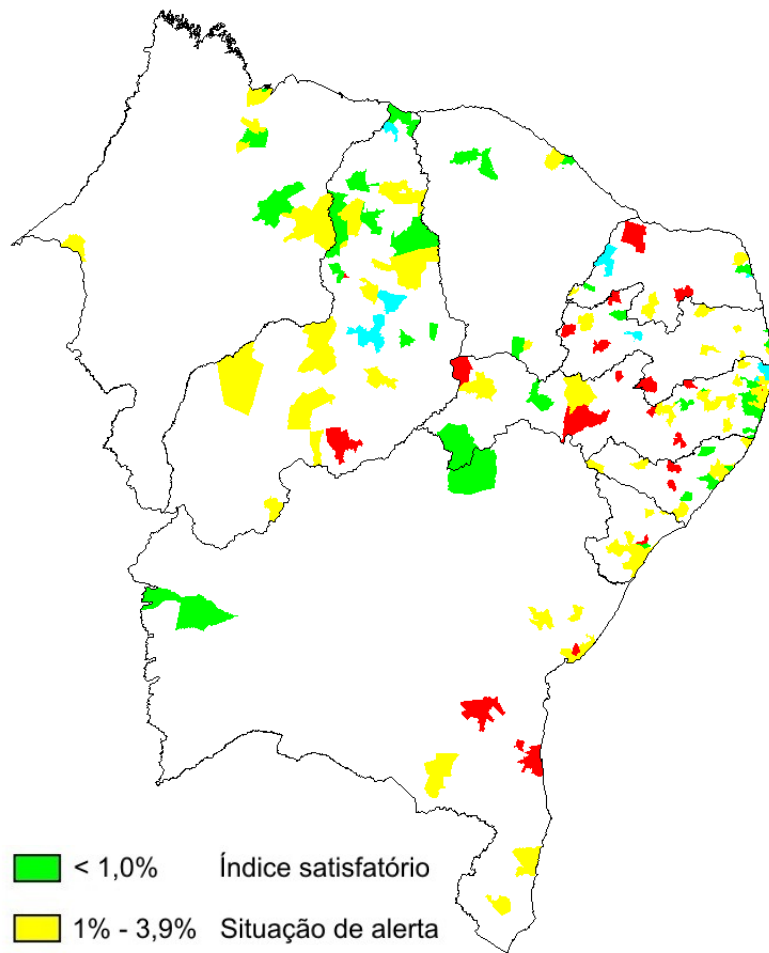 < 1,0% Índice satisfatório
1% - 3,9% Situação de alerta